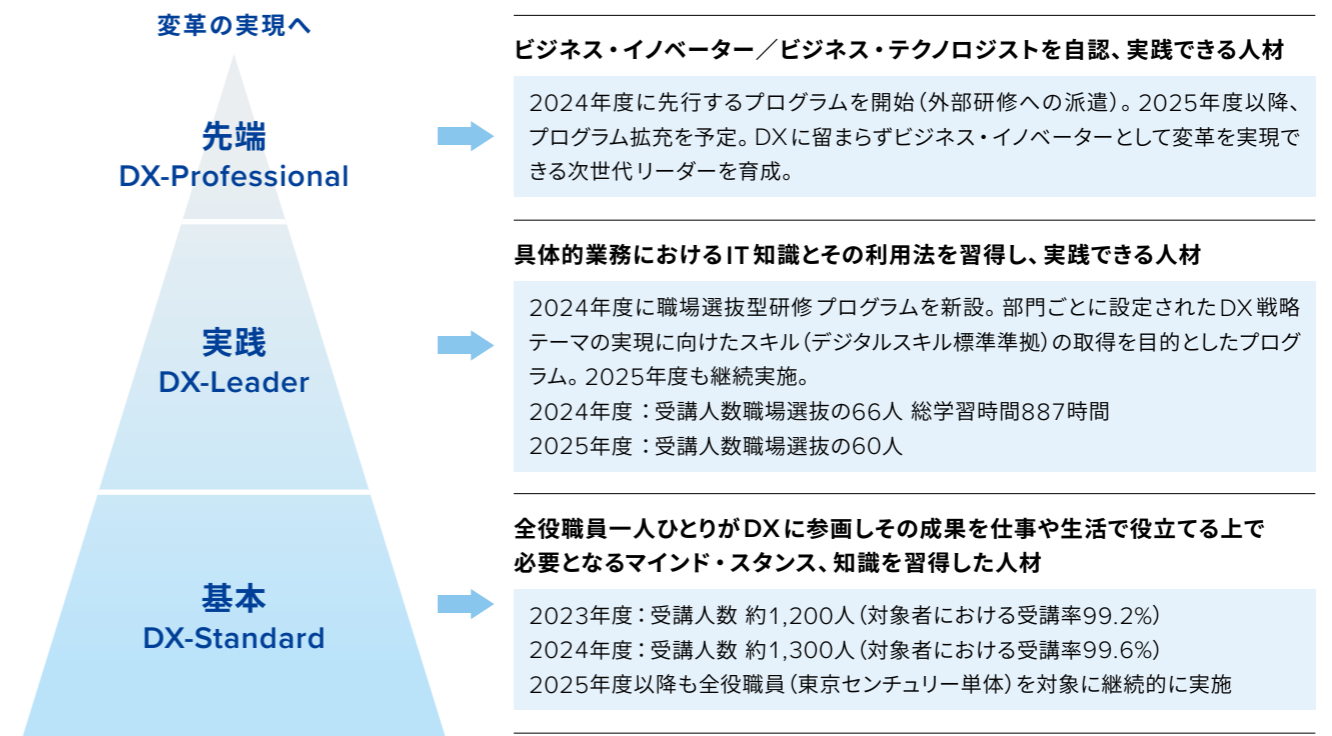 変革の実現へ
先端
DX-Professional
ビジネス・イノベーター／ビジネス・テクノロジストを自認、実践できる人材
2024年度に先行するプログラムを開始（外部研修への派遣）。2025年度以降、
プログラム拡充を予定。DXに留まらずビジネス・イノベーターとして変革を実現で
きる次世代リーダーを育成。
実践
DX-Leader
具体的業務におけるIT知識とその利用法を習得し、実践できる人材
2024年度に職場選抜型研修プログラムを新設。部門ごとに設定されたDX戦略
テーマの実現に向けたスキル（デジタルスキル標準準拠）の取得を目的としたプログ
ラム。2025年度も継続実施。
2024年度：受講人数職場選抜の66人 総学習時間887時間
2025年度：受講人数職場選抜の60人
基本
DX-Standard
全役職員一人ひとりがDXに参画しその成果を仕事や生活で役立てる上で
必要となるマインド・スタンス、知識を習得した人材
2023年度：受講人数 約1,200人（対象者における受講率99.2%）
2024年度：受講人数 約1,300人（対象者における受講率99.6%）
2025年度以降も全役職員（東京センチュリー単体）を対象に継続的に実施